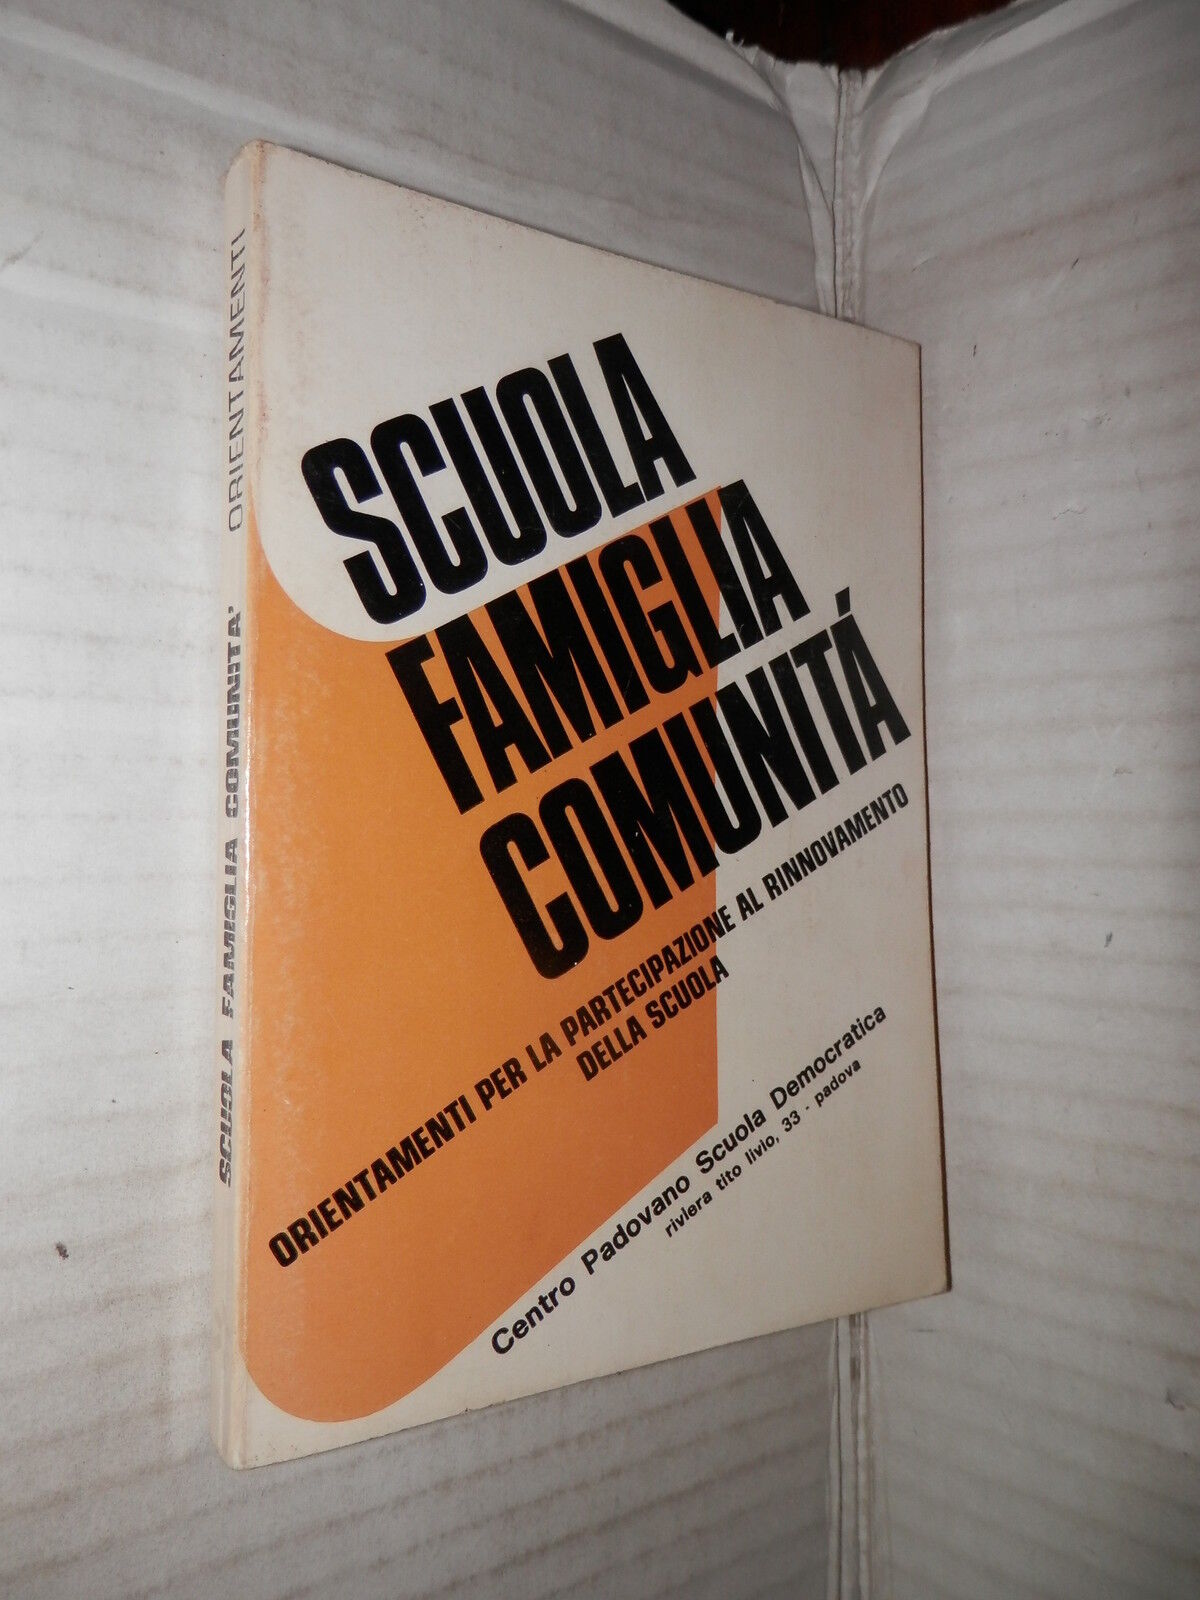 SCUOLA
FAMIGLIA
COMUNITÁ
ORIENTAMENTI PER LA PARTECIPAZIONE AL RINNOVAMENTO
DELLA SCUOLA
Centro Padovano Scuola Democratica
riviera tito livio, 33 - padova
SCUOLA FAMIGLIA COMUNITA' ORIENTAMENTI